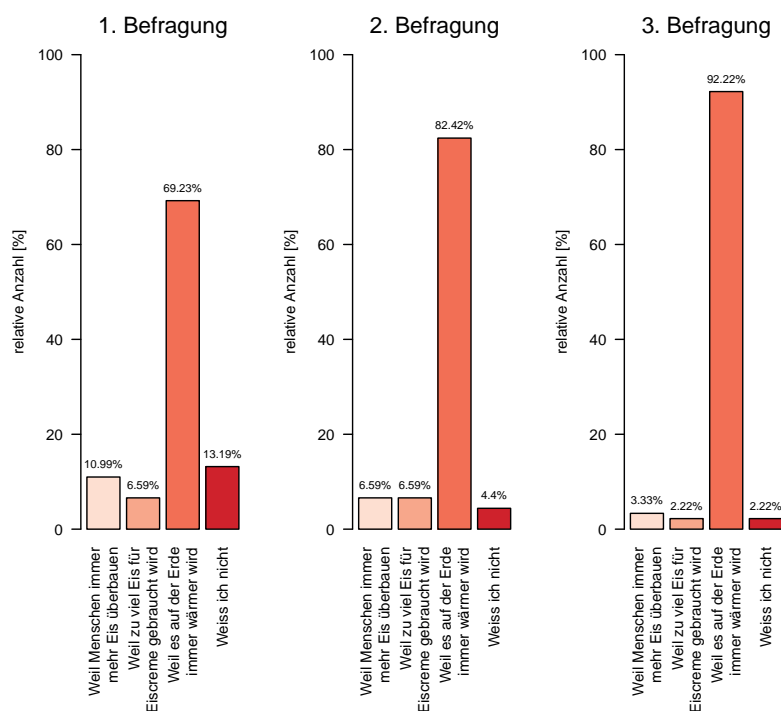 1. Befragung
relative Anzahl [%]
100
80
60
40
20
0
10.99%
6.59%
69.23%
13.19%
Weil Menschen immer
mehr Eis überbauen
Weil zu viel Eis für
Eiscreme gebraucht wird
Weil es auf der Erde
immer wärmer wird
Weiss ich nicht
2. Befragung
relative Anzahl [%]
100
80
60
40
20
0
6.59%
6.59%
82.42%
4.4%
Weil Menschen immer
mehr Eis überbauen
Weil zu viel Eis für
Eiscreme gebraucht wird
Weil es auf der Erde
immer wärmer wird
Weiss ich nicht
3. Befragung
relative Anzahl [%]
100
80
60
40
20
0
3.33%
2.22%
92.22%
2.22%
Weil Menschen immer
mehr Eis überbauen
Weil zu viel Eis für
Eiscreme gebraucht wird
Weil es auf der Erde
immer wärmer wird
Weiss ich nicht